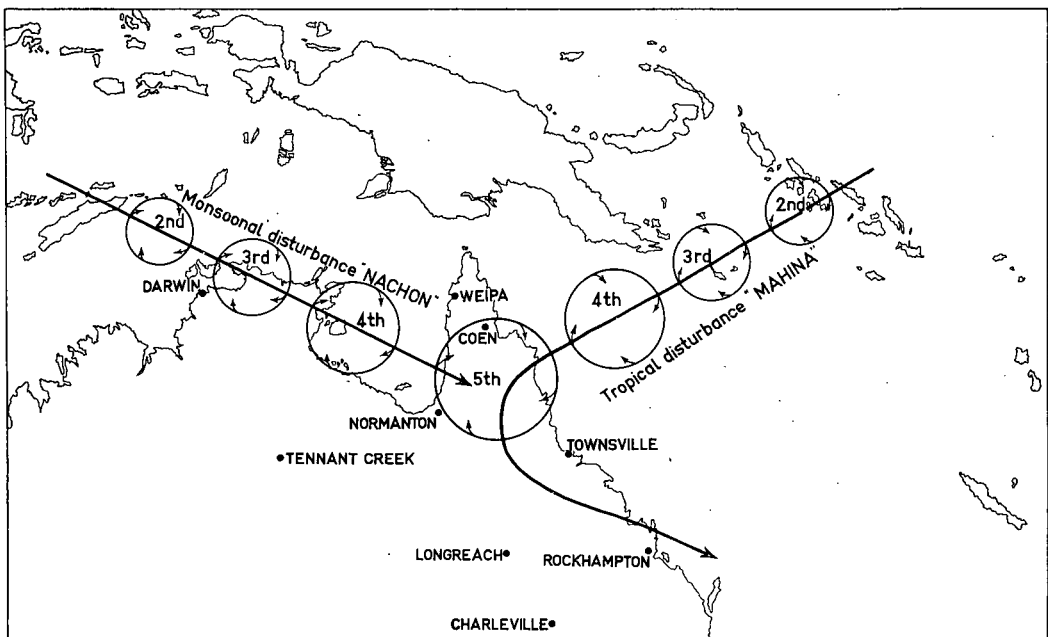 2nd
3rd
4th
5th
Monsoonal disturbance "NACHON"
2nd
3rd
4th
Tropical disturbance "MAHINA"
DARWIN
WEIPA
COEN
NORMANTON
TENNANT CREEK
TOWNSVILLE
LONGREACH
ROCKHAMPTON
CHARLEVILLE